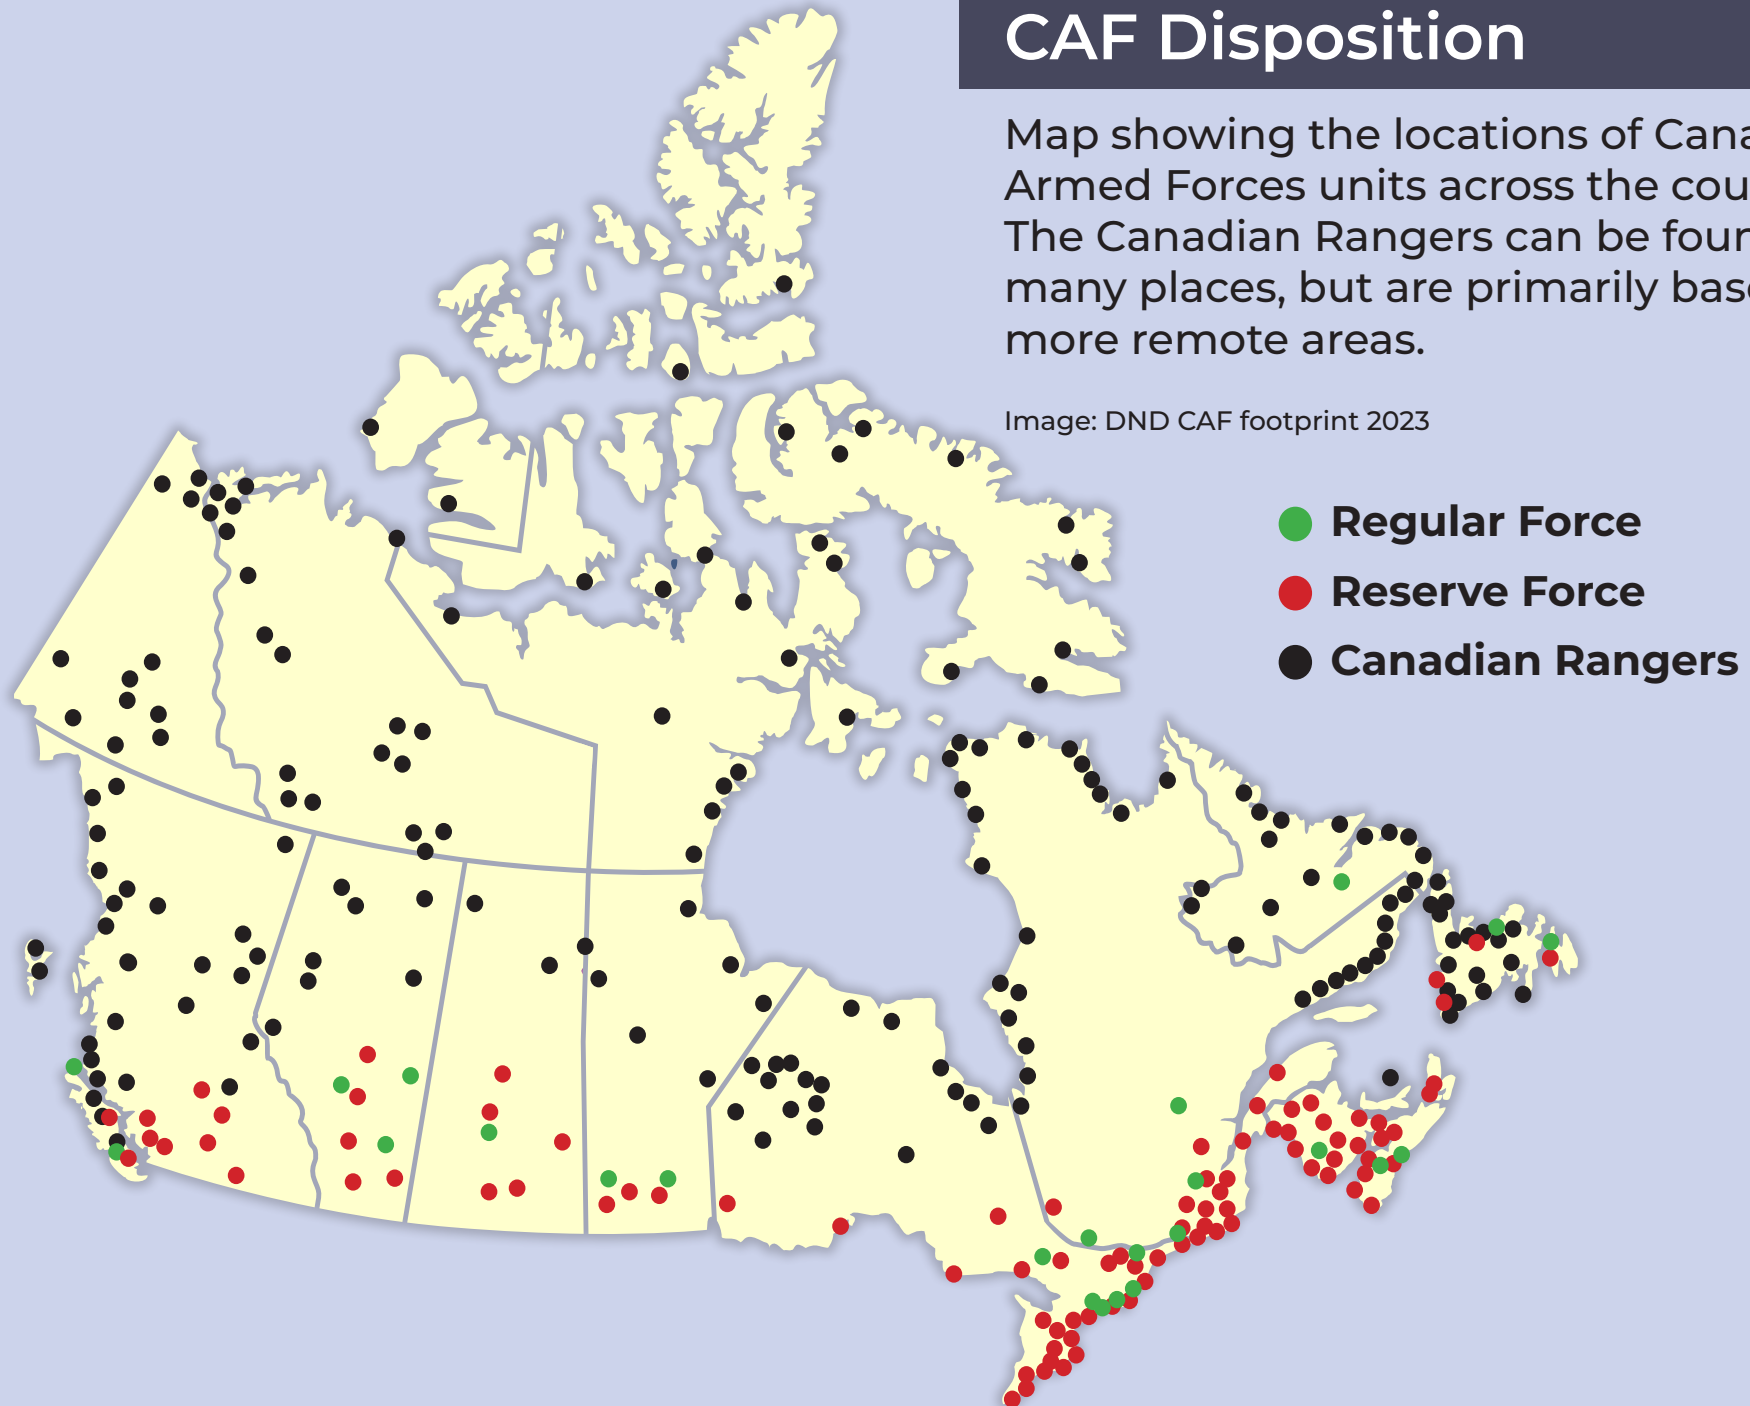 CAF Disposition
Map showing the locations of Cana
Armed Forces units across the cou
The Canadian Rangers can be foun
many places, but are primarily base
more remote areas.
Image: DND CAF footprint 2023
Regular Force
Reserve Force
Canadian Rangers